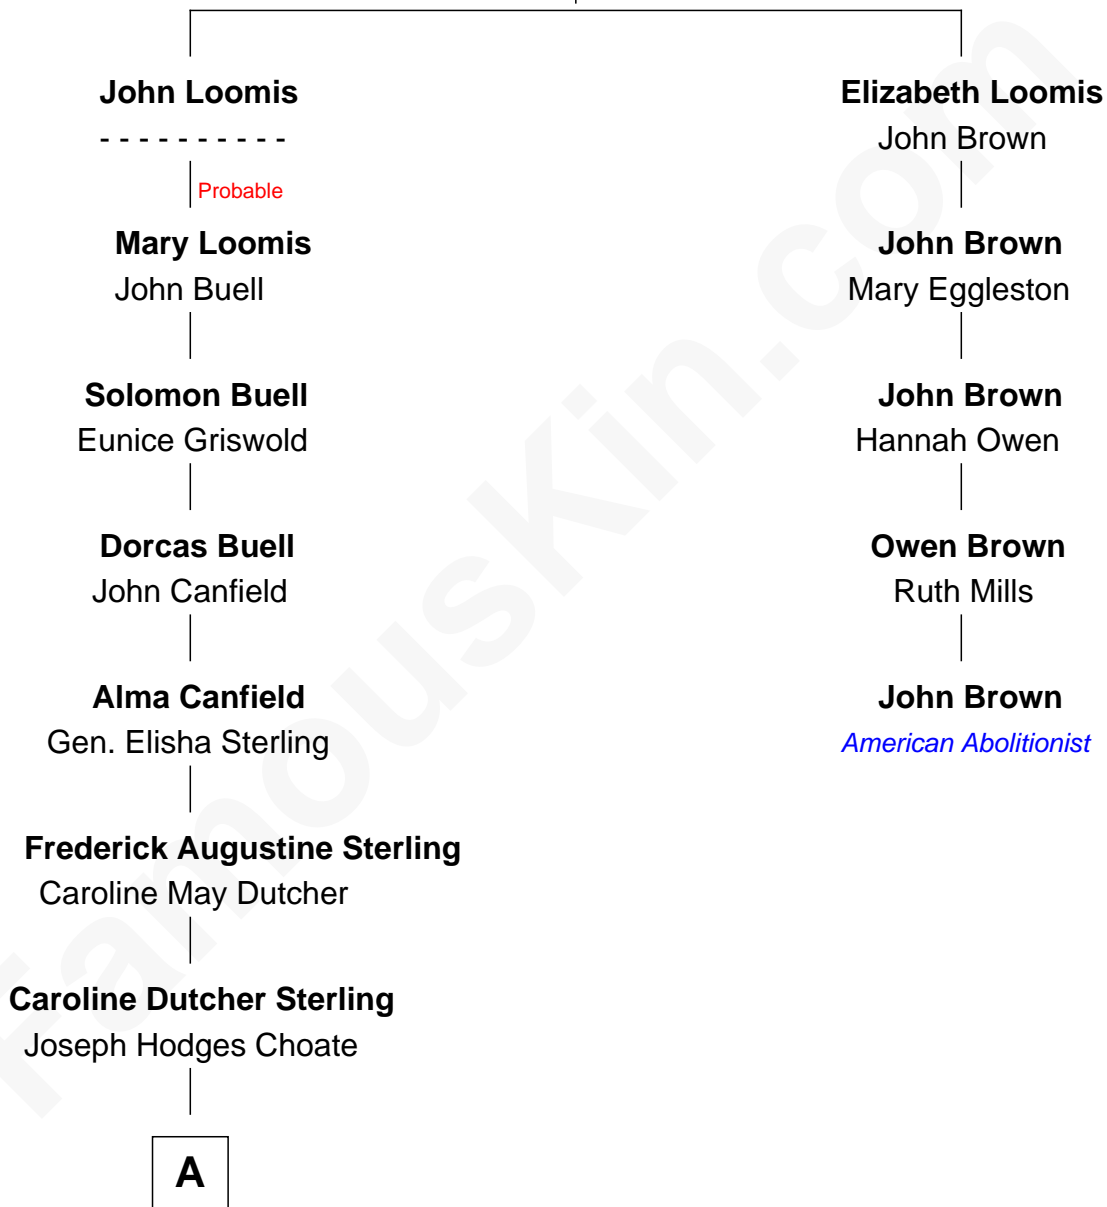 John Loomis
- - - - - - - - - -
Probable
Mary Loomis
John Buell
Solomon Buell
Eunice Griswold
Dorcas Buell
John Canfield
Alma Canfield
Gen. Elisha Sterling
Frederick Augustine Sterling
Caroline May Dutcher
Caroline Dutcher Sterling
Joseph Hodges Choate
A
Elizabeth Loomis
John Brown
John Brown
Mary Eggleston
John Brown
Hannah Owen
Owen Brown
Ruth Mills
John Brown
American Abolitionist
FamousKin.com